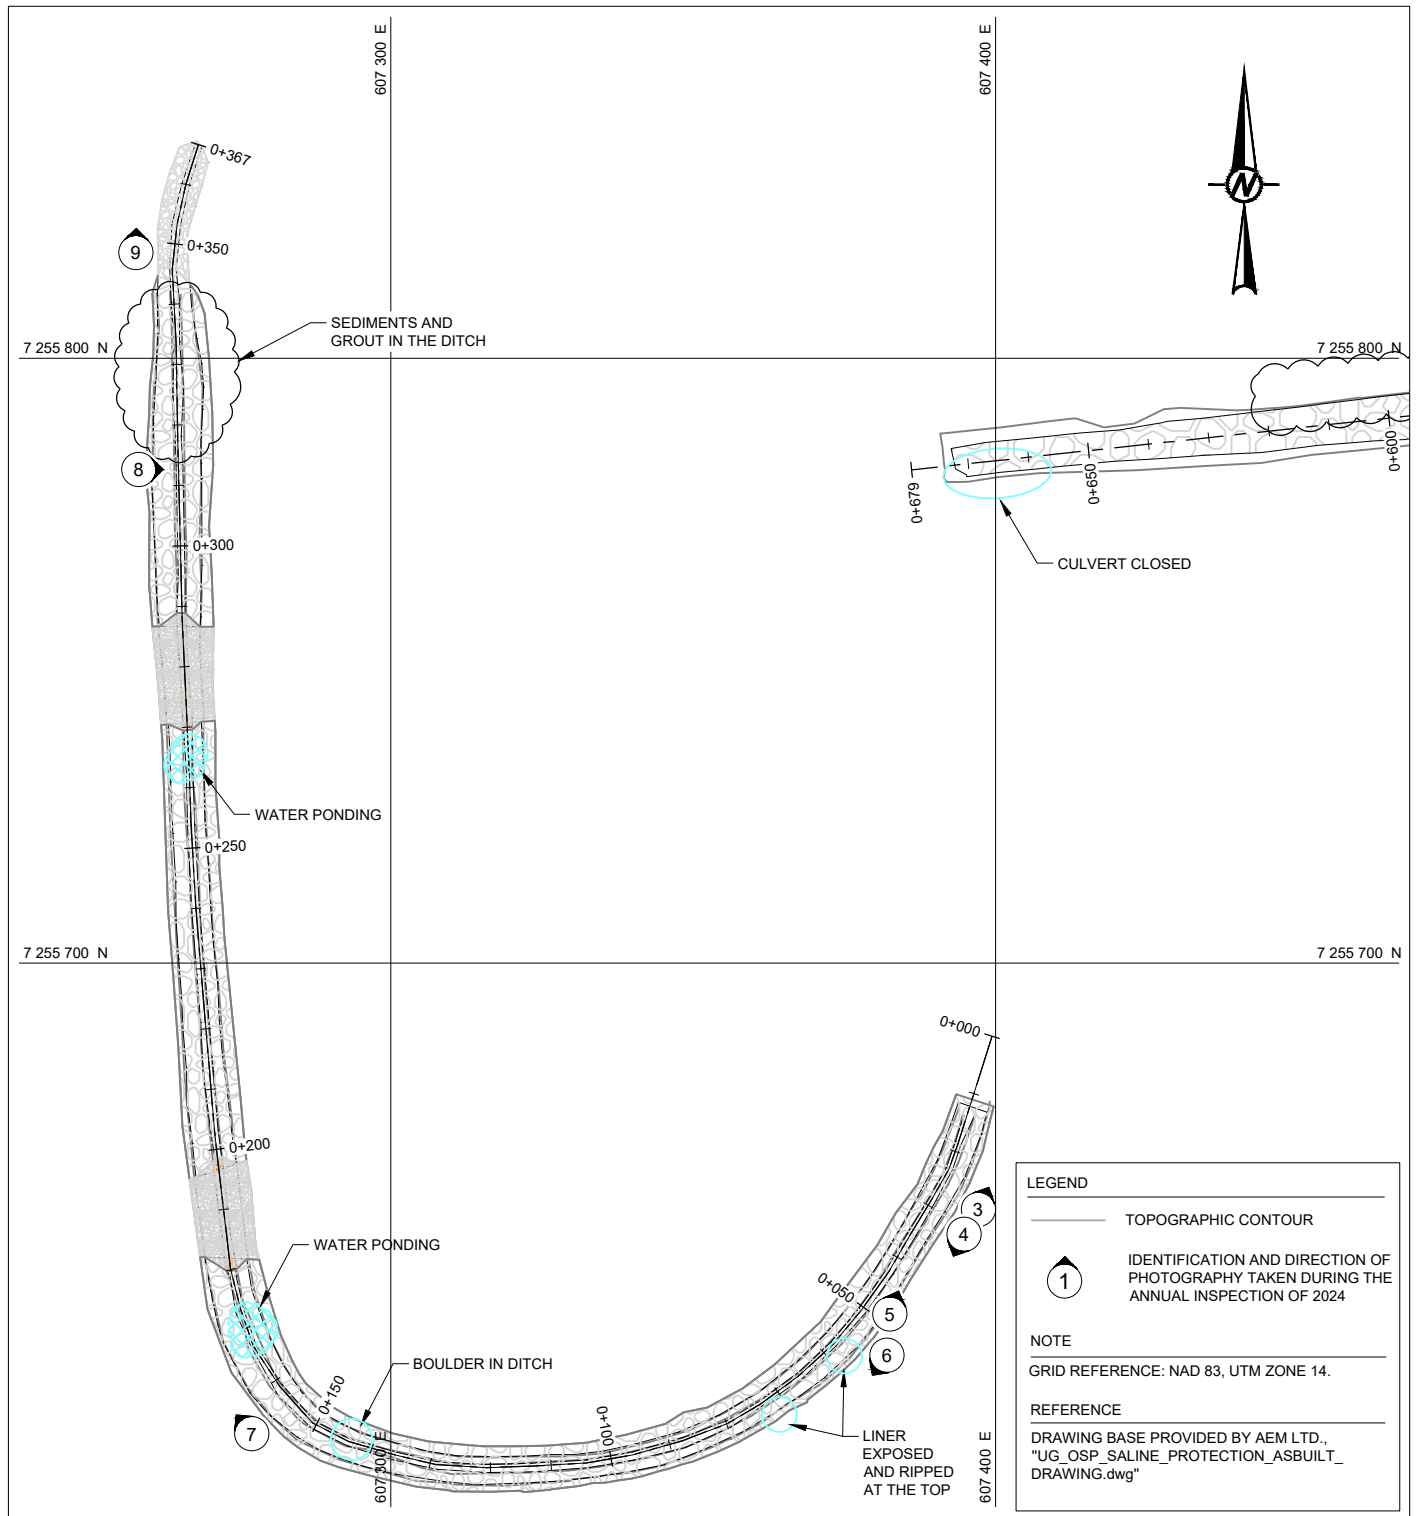 607 300 E
607 400 E
N
0+367
9
0+350
SEDIMENTS AND
GROUT IN THE DITCH
7 255 800 N
7 255 800 N
8
0+679
0+650
0+600
0+300
CULVERT CLOSED
WATER PONDING
0+250
7 255 700 N
7 255 700 N
0+000
0+200
3
4
WATER PONDING
0+050
5
6
BOULDER IN DITCH
0+150
7
0+100
607 300 E
607 400 E
LINER
EXPOSED
AND RIPPED
AT THE TOP
LEGEND
TOPOGRAPHIC CONTOUR
1
IDENTIFICATION AND DIRECTION OF
PHOTOGRAPHY TAKEN DURING THE
ANNUAL INSPECTION OF 2024
NOTE
GRID REFERENCE: NAD 83, UTM ZONE 14.
REFERENCE
DRAWING BASE PROVIDED BY AEM LTD.,
"UG_OSP_SALINE_PROTECTION_ASBUILT_
DRAWING.dwg"